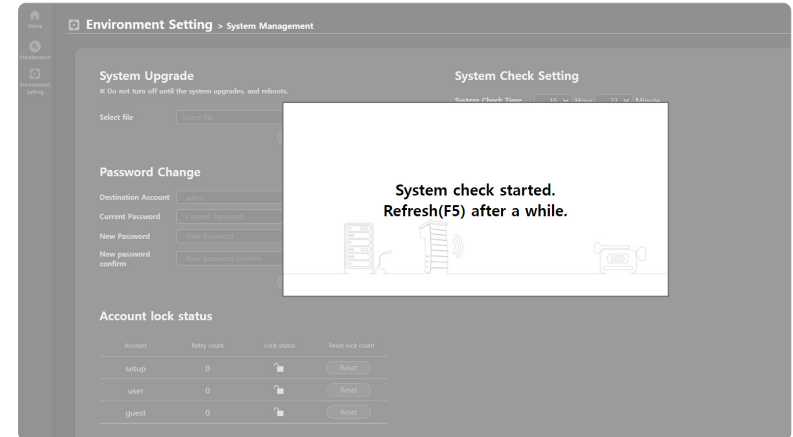 Home
Environment Setting > System Management
Maintenance
Environment
Setting
System Upgrade
※ Do not turn off until the system upgrades, and reboots.
Select file
Select file
System Check Setting
System Check Time 15 Hour 22 Minute
System check started.
Refresh(F5) after a while.
Password Change
Destination Account
admin
Current Password
Current Password
New Password
New Password
New password
confirm
New password confirm
Account lock status
Account Retry count Lock status Reset lock count
setup 0 Reset
user 0 Reset
guest 0 Reset